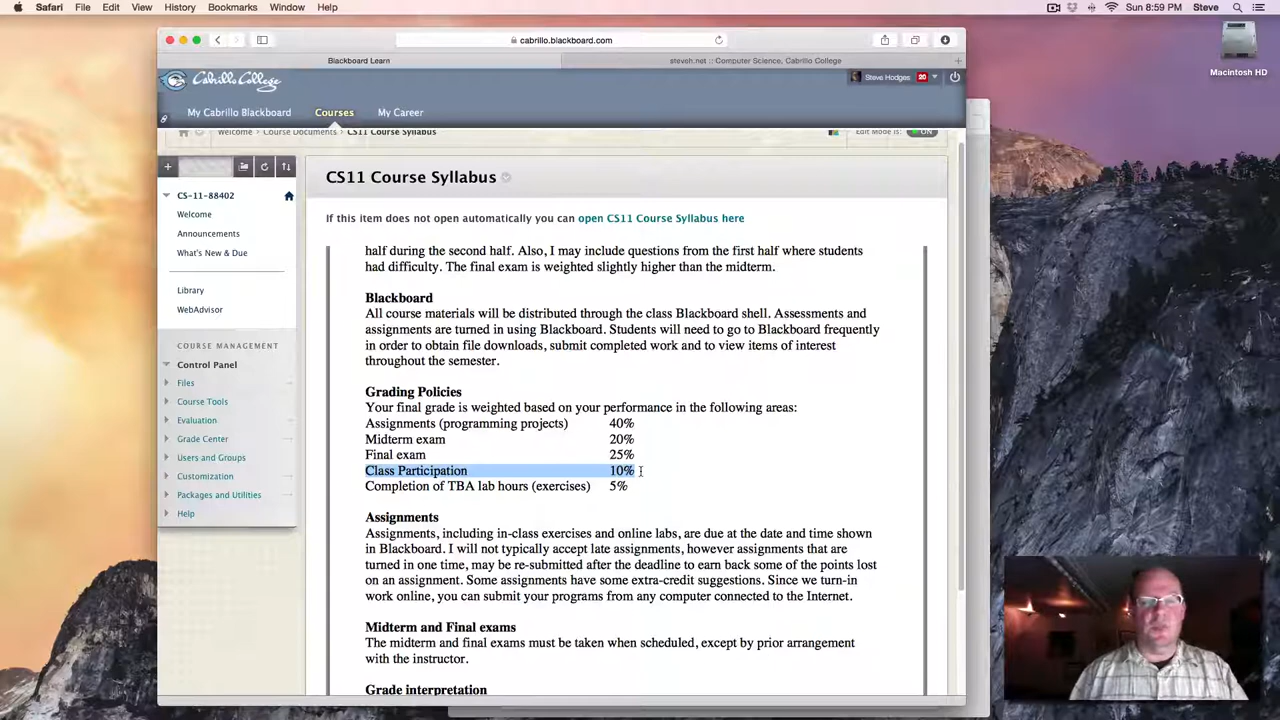 Safari File Edit View History Bookmarks Window Help Sun 8:59 PM Steve
Macintosh HD
cabrillo.blackboard.com
Blackboard Learn
stevsh.net :: Computer Science, Cabrillo College
Cabrillo College
Steve Hodges 20
My Cabrillo Blackboard Courses My Career
Welcome > Course Documents > CS11 Course Syllabus
Edit Mode is: ON
CS-11-88402
Welcome
Announcements
What's New & Due
Library
WebAdvisor
COURSE MANAGEMENT
Control Panel
Files
Course Tools
Evaluation
Grade Center
Users and Groups
Customization
Packages and Utilities
Help
CS11 Course Syllabus
If this item does not open automatically you can open CS11 Course Syllabus here
half during the second half. Also, I may include questions from the first half where students
had difficulty. The final exam is weighted slightly higher than the midterm.
Blackboard
All course materials will be distributed through the class Blackboard shell. Assessments and
assignments are turned in using Blackboard. Students will need to go to Blackboard frequently
in order to obtain file downloads, submit completed work and to view items of interest
throughout the semester.
Grading Policies
Your final grade is weighted based on your performance in the following areas:
Assignments (programming projects) 40%
Midterm exam 20%
Final exam 25%
Class Participation 10%
Completion of TBA lab hours (exercises) 5%
Assignments
Assignments, including in-class exercises and online labs, are due at the date and time shown
in Blackboard. I will not typically accept late assignments, however assignments that are
turned in one time, may be re-submitted after the deadline to earn back some of the points lost
on an assignment. Some assignments have some extra-credit suggestions. Since we turn-in
work online, you can submit your programs from any computer connected to the Internet.
Midterm and Final exams
The midterm and final exams must be taken when scheduled, except by prior arrangement
with the instructor.
Grade interpretation